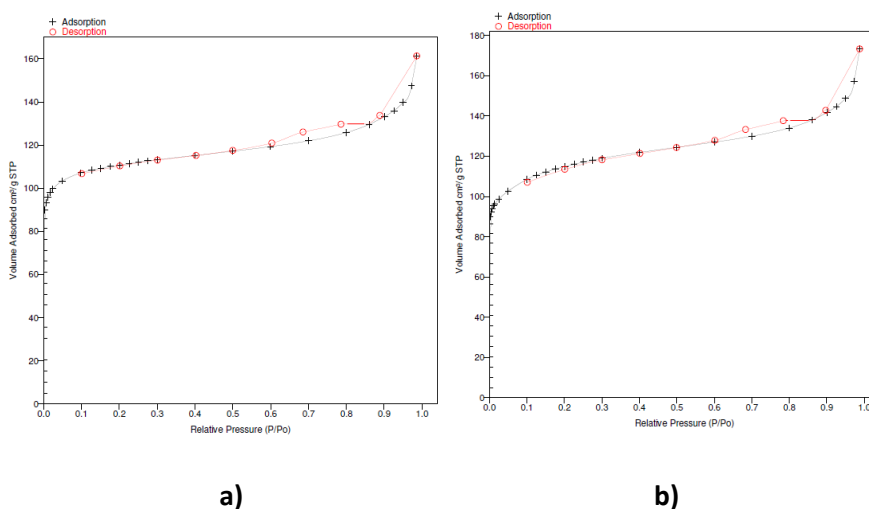 + Adsorption
○ Desorption
Volume Adsorbed cm³/g STP
160
140
120
100
80
60
40
20
0
0.0 0.1 0.2 0.3 0.4 0.5 0.6 0.7 0.8 0.9 1.0
Relative Pressure (P/Po)
a)
+ Adsorption
○ Desorption
Volume Adsorbed cm³/g STP
180
160
140
120
100
80
60
40
20
0
0.0 0.1 0.2 0.3 0.4 0.5 0.6 0.7 0.8 0.9 1.0
Relative Pressure (P/Po)
b)